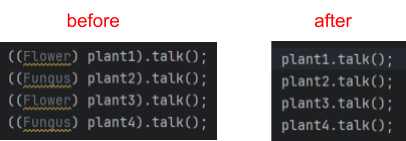 before
after
((Flower) plant1).talk();
((Fungus) plant2).talk();
((Flower) plant3).talk();
((Fungus) plant4).talk();
plant1.talk();
plant2.talk();
plant3.talk();
plant4.talk();